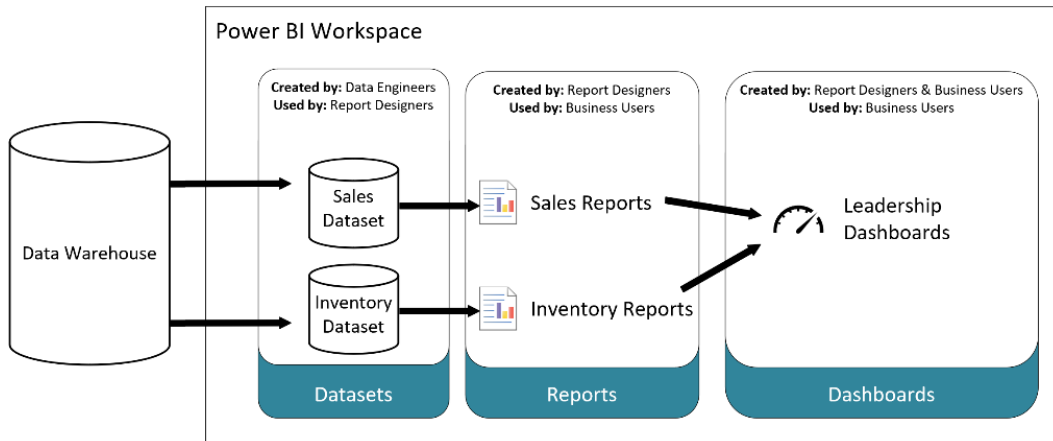 Power BI Workspace
Created by: Data Engineers
Used by: Report Designers
Created by: Report Designers
Used by: Business Users
Created by: Report Designers & Business Users
Used by: Business Users
Data Warehouse
Sales
Dataset
Sales Reports
Leadership
Dashboards
Inventory
Dataset
Inventory Reports
Datasets
Reports
Dashboards